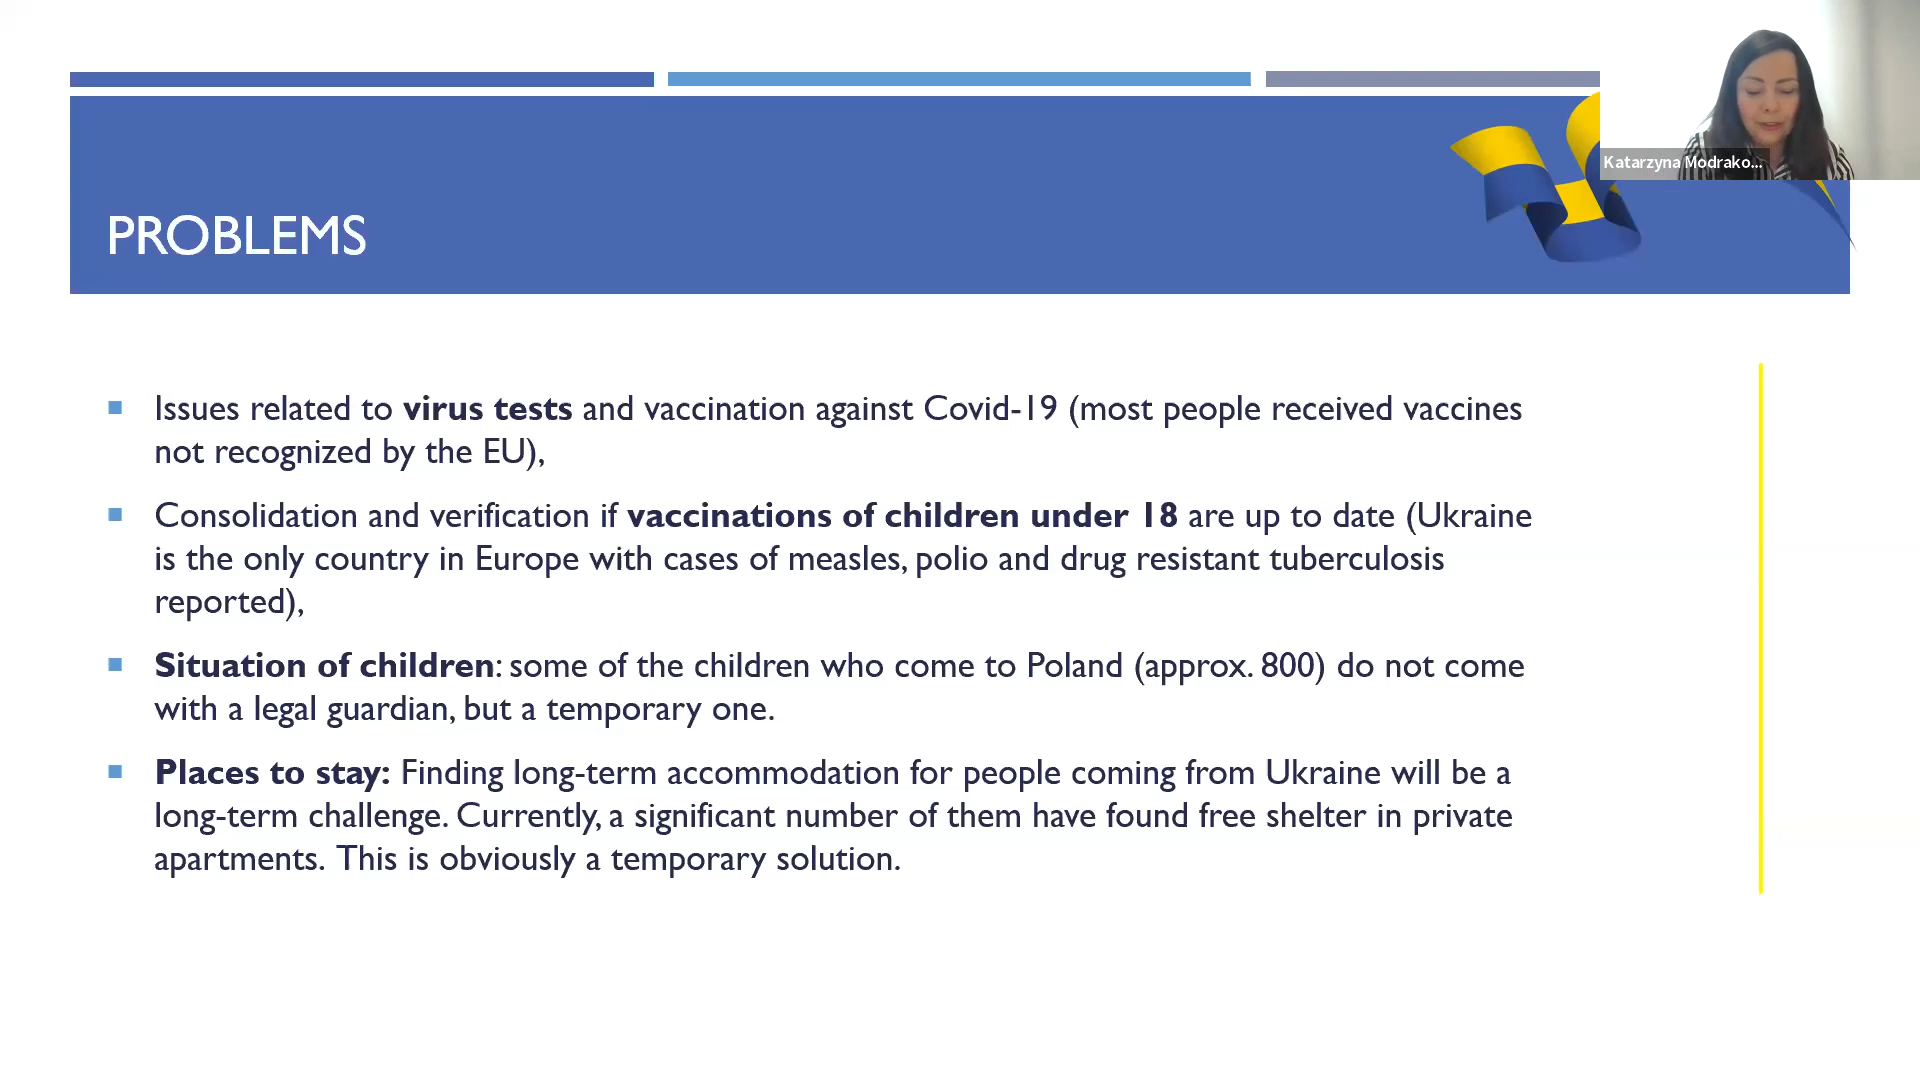 Katarzyna Modrako...
PROBLEMS
Issues related to virus tests and vaccination against Covid-19 (most people received vaccines
not recognized by the EU),
Consolidation and verification if vaccinations of children under 18 are up to date (Ukraine
is the only country in Europe with cases of measles, polio and drug resistant tuberculosis
reported),
Situation of children: some of the children who come to Poland (approx. 800) do not come
with a legal guardian, but a temporary one.
Places to stay: Finding long-term accommodation for people coming from Ukraine will be a
long-term challenge. Currently, a significant number of them have found free shelter in private
apartments. This is obviously a temporary solution.